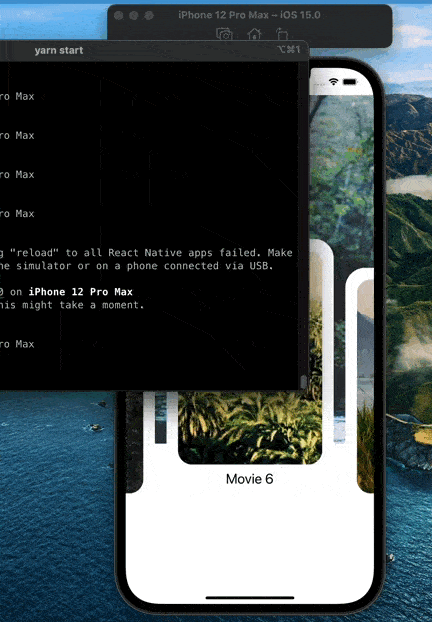 iPhone 12 Pro Max – iOS 15.0
yarn start
⌥⌘1
ro Max
ro Max
ro Max
ro Max
g "reload" to all React Native apps failed. Make
he simulator or on a phone connected via USB.
on iPhone 12 Pro Max
his might take a moment.
ro Max
Movie 6